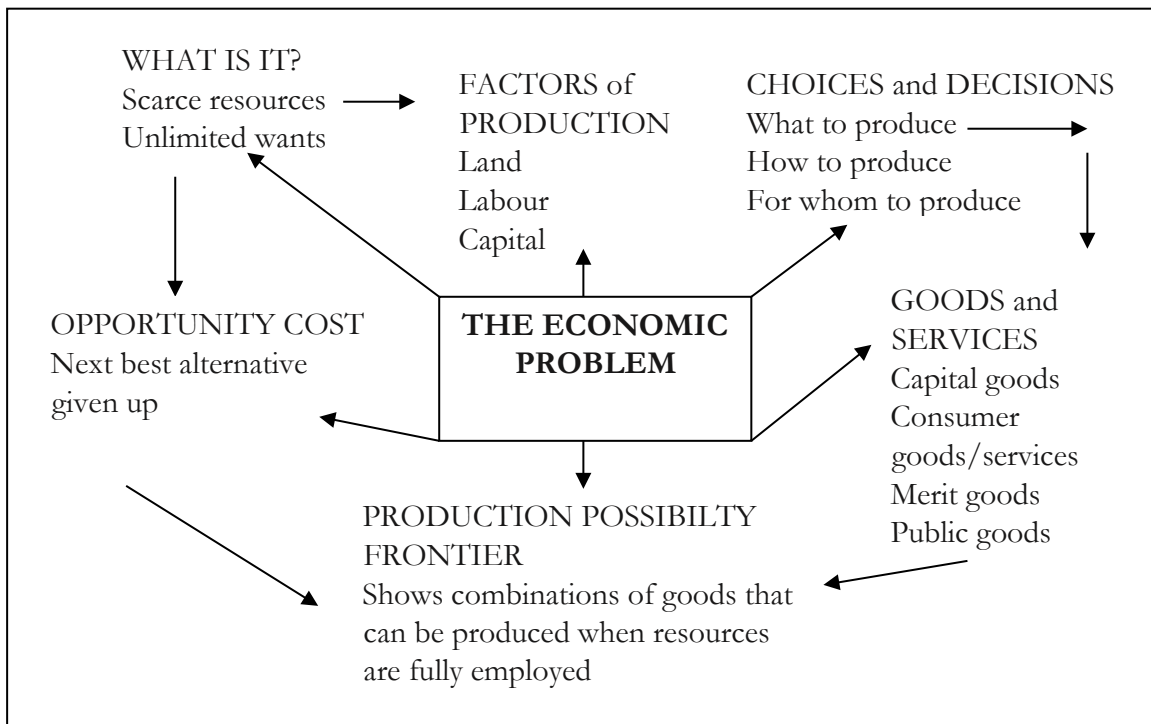 WHAT IS IT?
Scarce resources
Unlimited wants
FACTORS of
PRODUCTION
Land
Labour
Capital
CHOICES and DECISIONS
What to produce
How to produce
For whom to produce
OPPORTUNITY COST
Next best alternative
given up
THE ECONOMIC
PROBLEM
GOODS and
SERVICES
Capital goods
Consumer
goods/services
Merit goods
Public goods
PRODUCTION POSSIBILTY
FRONTIER
Shows combinations of goods that
can be produced when resources
are fully employed